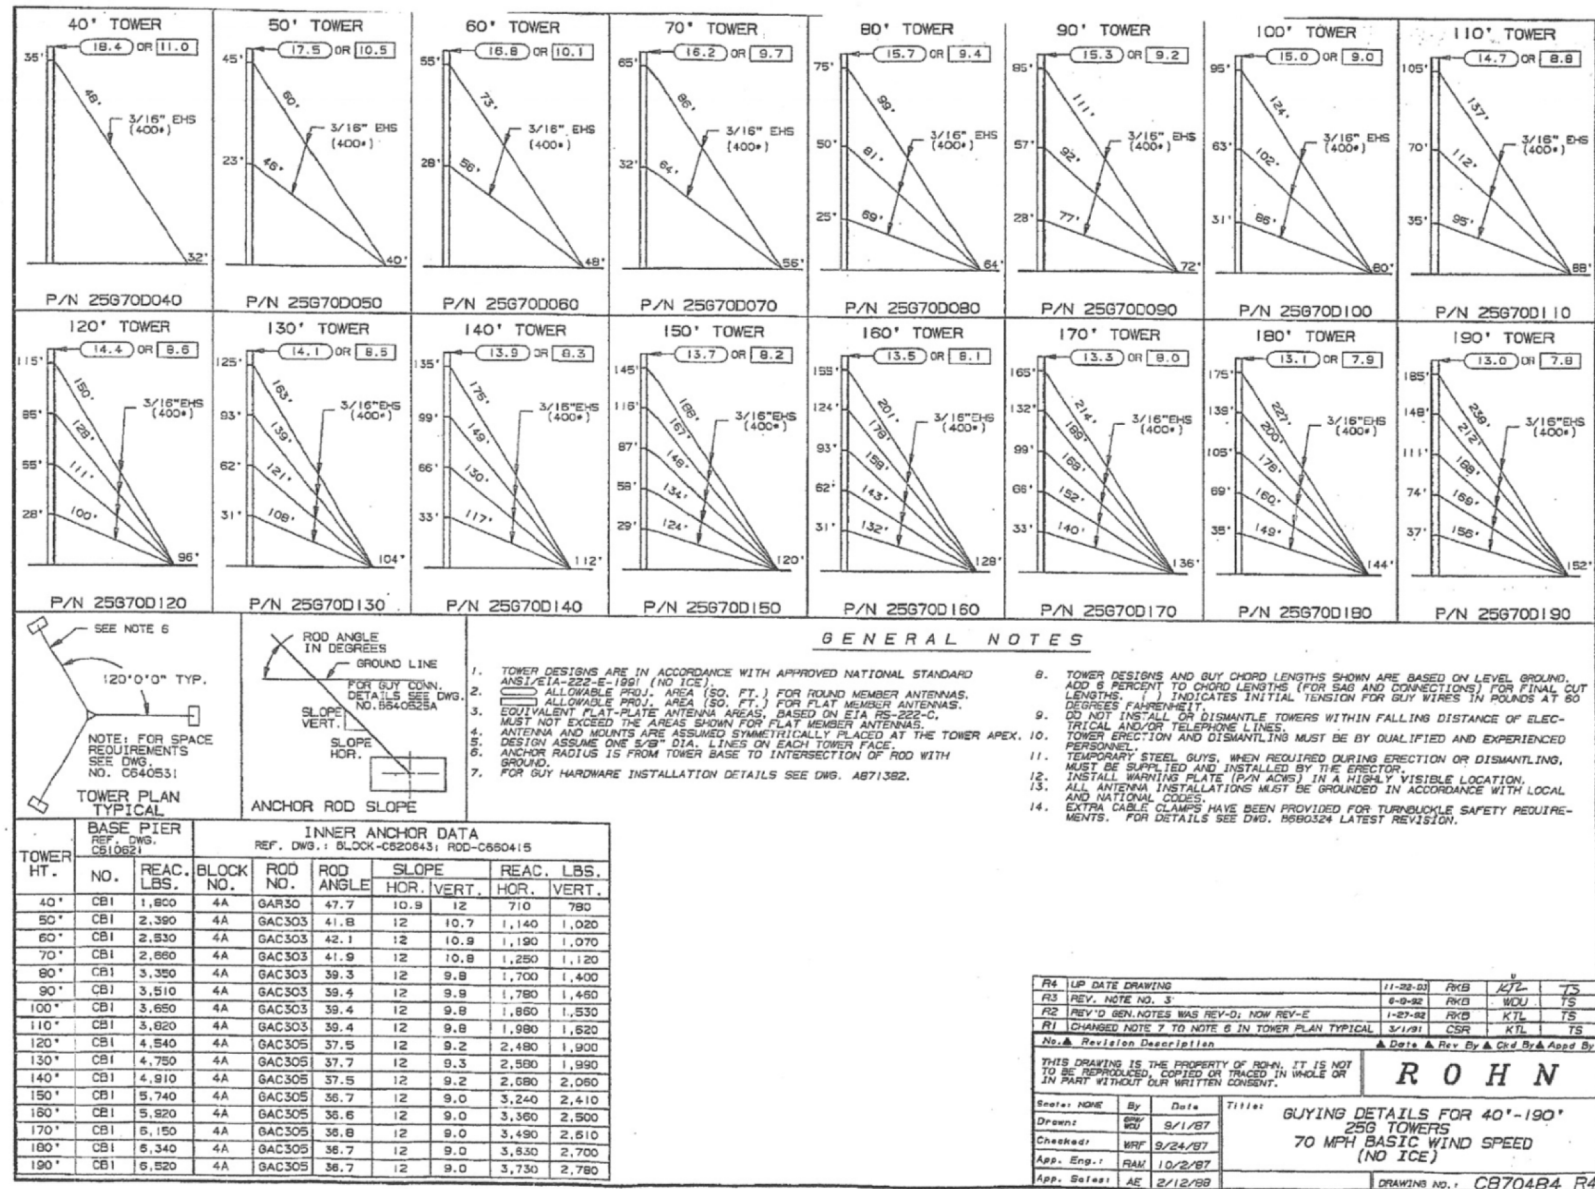 40' TOWER
18.4 OR 11.0
35'
48'
3/16" EHS
(400#)
32'
P/N 25G70D040
50' TOWER
17.5 OR 10.5
45'
60'
3/16" EHS
(400#)
23'
46'
40'
P/N 25G70D050
60' TOWER
16.8 OR 10.1
55'
73'
3/16" EHS
(400#)
28'
56'
48'
P/N 25G70D060
70' TOWER
16.2 OR 9.7
65'
86'
3/16" EHS
(400#)
32'
64'
56'
P/N 25G70D070
80' TOWER
15.7 OR 9.4
75'
99'
3/16" EHS
(400#)
50'
81'
25'
69'
64'
P/N 25G70D080
90' TOWER
15.3 OR 9.2
85'
111'
3/16" EHS
(400#)
57'
92'
28'
77'
72'
P/N 25G70D090
100' TOWER
15.0 OR 9.0
95'
124'
3/16" EHS
(400#)
63'
102'
31'
86'
80'
P/N 25G70D100
110' TOWER
14.7 OR 8.8
105'
137'
3/16" EHS
(400#)
70'
112'
35'
95'
88'
P/N 25G70D110
120' TOWER
14.4 OR 8.6
115'
150'
3/16"EHS
(400#)
85'
128'
55'
111'
28'
100'
96'
P/N 25G70D120
130' TOWER
14.1 OR 8.5
125'
163'
3/16"EHS
(400#)
93'
139'
62'
121'
31'
108'
104'
P/N 25G70D130
140' TOWER
13.9 OR 8.3
135'
175'
3/16"EHS
(400#)
99'
149'
66'
130'
33'
117'
112'
P/N 25G70D140
150' TOWER
13.7 OR 8.2
145'
188'
3/16"EHS
(400#)
116'
167'
87'
148'
58'
134'
29'
124'
120'
P/N 25G70D150
160' TOWER
13.5 OR 8.1
155'
201'
3/16"EHS
(400#)
124'
178'
93'
158'
62'
143'
31'
132'
128'
P/N 25G70D160
170' TOWER
13.3 OR 8.0
165'
214'
3/16"EHS
(400#)
132'
189'
99'
168'
66'
152'
33'
140'
136'
P/N 25G70D170
180' TOWER
13.1 OR 7.9
175'
227'
3/16"EHS
(400#)
139'
200'
105'
178'
69'
160'
35'
149'
144'
P/N 25G70D180
190' TOWER
13.0 OR 7.8
185'
239'
3/16"EHS
(400#)
148'
212'
111'
188'
74'
169'
37'
156'
152'
P/N 25G70D190
SEE NOTE 6
120°0'0" TYP.
NOTE: FOR SPACE
REQUIREMENTS
SEE DWG.
NO. C640531
TOWER PLAN
TYPICAL
ROD ANGLE
IN DEGREES
GROUND LINE
FOR GUY CONN.
DETAILS SEE DWG.
NO.B640525A
SLOPE
VERT.
SLOPE
HOR.
ANCHOR ROD SLOPE
GENERAL NOTES
1. TOWER DESIGNS ARE IN ACCORDANCE WITH APPROVED NATIONAL STANDARD
ANSI/EIA-222-E-1991 (NO ICE).
2. ALLOWABLE PROJ. AREA (SQ. FT.) FOR ROUND MEMBER ANTENNAS.
ALLOWABLE PROJ. AREA (SQ. FT.) FOR FLAT MEMBER ANTENNAS.
3. EQUIVALENT FLAT-PLATE ANTENNA AREAS, BASED ON EIA RS-222-C,
MUST NOT EXCEED THE AREAS SHOWN FOR FLAT MEMBER ANTENNAS.
4. ANTENNA AND MOUNTS ARE ASSUMED SYMMETRICALLY PLACED AT THE TOWER APEX.
5. DESIGN ASSUME ONE 5/8" DIA. LINES ON EACH TOWER FACE.
6. ANCHOR RADIUS IS FROM TOWER BASE TO INTERSECTION OF ROD WITH
GROUND.
7. FOR GUY HARDWARE INSTALLATION DETAILS SEE DWG. A871382.
8. TOWER DESIGNS AND GUY CHORD LENGTHS SHOWN ARE BASED ON LEVEL GROUND.
ADD 6 PERCENT TO CHORD LENGTHS (FOR SAG AND CONNECTIONS) FOR FINAL CUT
LENGTHS. ( ) INDICATES INITIAL TENSION FOR GUY WIRES IN POUNDS AT 60
DEGREES FAHRENHEIT.
9. DO NOT INSTALL OR DISMANTLE TOWERS WITHIN FALLING DISTANCE OF ELEC-
TRICAL AND/OR TELEPHONE LINES.
10. TOWER ERECTION AND DISMANTLING MUST BE BY QUALIFIED AND EXPERIENCED
PERSONNEL.
11. TEMPORARY STEEL GUYS, WHEN REQUIRED DURING ERECTION OR DISMANTLING,
MUST BE SUPPLIED AND INSTALLED BY THE ERECTOR.
12. INSTALL WARNING PLATE (P/N ACWS) IN A HIGHLY VISIBLE LOCATION.
13. ALL ANTENNA INSTALLATIONS MUST BE GROUNDED IN ACCORDANCE WITH LOCAL
AND NATIONAL CODES.
14. EXTRA CABLE CLAMPS HAVE BEEN PROVIDED FOR TURNBUCKLE SAFETY REQUIRE-
MENTS. FOR DETAILS SEE DWG. B680324 LATEST REVISION.
TOWER HT. BASE PIER REF. DWG. C610621 INNER ANCHOR DATA
REF. DWG.: BLOCK-C620643; ROD-C660415
NO. REAC. LBS. BLOCK NO. ROD NO. ROD ANGLE SLOPE REAC. LBS.
HOR. VERT. HOR. VERT.
40' CB1 1,800 4A GAR30 47.7 10.9 12 710 780
50' CB1 2,390 4A GAC303 41.8 12 10.7 1,140 1,020
60' CB1 2,530 4A GAC303 42.1 12 10.9 1,190 1,070
70' CB1 2,660 4A GAC303 41.9 12 10.8 1,250 1,120
80' CB1 3,350 4A GAC303 39.3 12 9.8 1,700 1,400
90' CB1 3,510 4A GAC303 39.4 12 9.9 1,780 1,460
100' CB1 3,650 4A GAC303 39.4 12 9.8 1,860 1,530
110' CB1 3,820 4A GAC303 39.4 12 9.8 1,980 1,620
120' CB1 4,540 4A GAC305 37.5 12 9.2 2,480 1,900
130' CB1 4,750 4A GAC305 37.7 12 9.3 2,580 1,990
140' CB1 4,910 4A GAC305 37.5 12 9.2 2,680 2,060
150' CB1 5,740 4A GAC305 36.7 12 9.0 3,240 2,410
160' CB1 5,920 4A GAC305 36.6 12 9.0 3,360 2,500
170' CB1 6,150 4A GAC305 36.8 12 9.0 3,490 2,610
180' CB1 6,340 4A GAC305 36.7 12 9.0 3,630 2,700
190' CB1 6,520 4A GAC305 36.7 12 9.0 3,730 2,780
R4 UP DATE DRAWING 11-22-93 RKB KTL TS
R3 REV. NOTE NO. 3 RKB WDU TS
R2 REV'D GEN.NOTES WAS REV-D; NOW REV-E 1-27-92 RKB KTL TS
R1 CHANGED NOTE 7 TO NOTE 6 IN TOWER PLAN TYPICAL 3/1/91 CSR KTL TS
No. Revision Description Date Rev By Ckd By Appd By
THIS DRAWING IS THE PROPERTY OF ROHN. IT IS NOT
TO BE REPRODUCED, COPIED OR TRACED IN WHOLE OR
IN PART WITHOUT OUR WRITTEN CONSENT.
ROHN
Scale: NONE By Date
Drawn: WDU 9/1/87
Checked: WRF 9/24/87
App. Eng.: RAM 10/2/87
App. Sales: AE 2/12/88
Title:
GUYING DETAILS FOR 40'-190'
25G TOWERS
70 MPH BASIC WIND SPEED
(NO ICE)
DRAWING NO.: C870484 R4